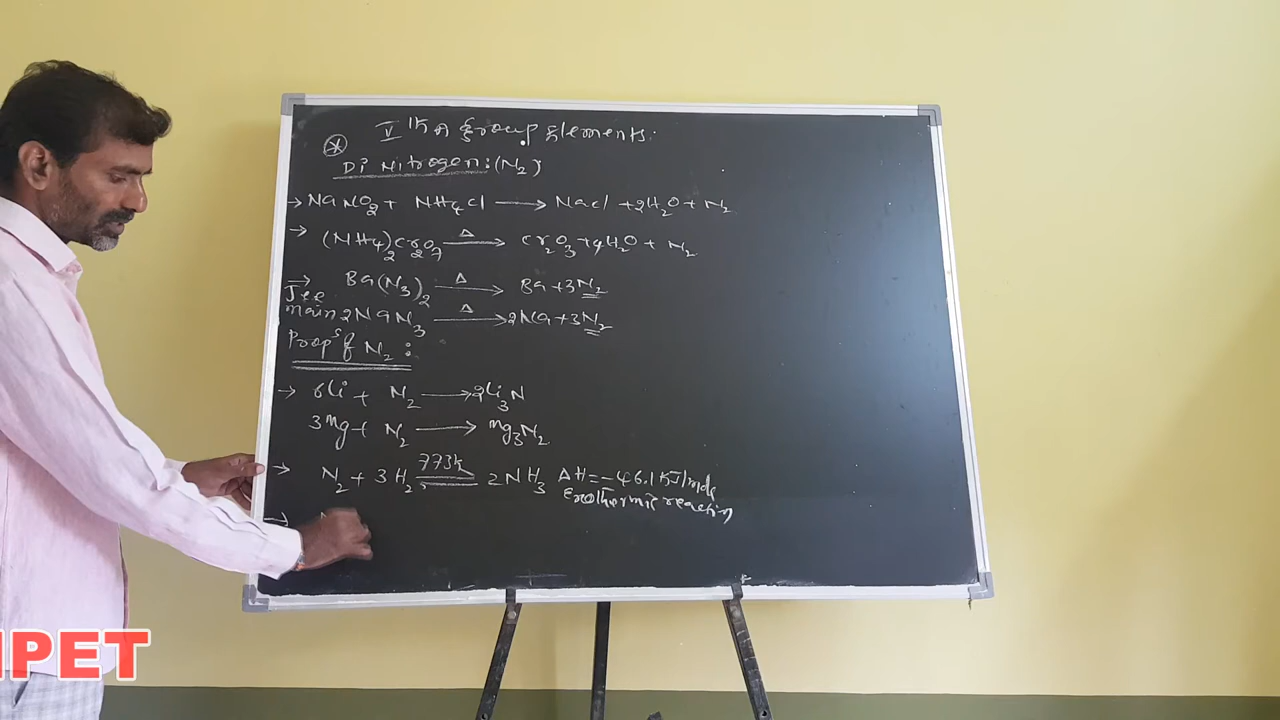 V th A group Elements:
Di Nitrogen: (N2)
→ NaNO2 + NH4Cl → NaCl + 2H2O + N2
→ (NH4)2Cr2O7 Δ→ Cr2O3 + 4H2O + N2
→ Ba(N3)2 Δ→ Ba + 3N2
Jee
main 2NaN3 Δ→ 2Na + 3N2
Props of N2:
→ 6Li + N2 → 2Li3N
3Mg + N2 → Mg3N2
→ N2 + 3H2 773k ⇌ 2NH3 ΔH = -46.1 KJ/mole
Exothermic reaction
→
IPET